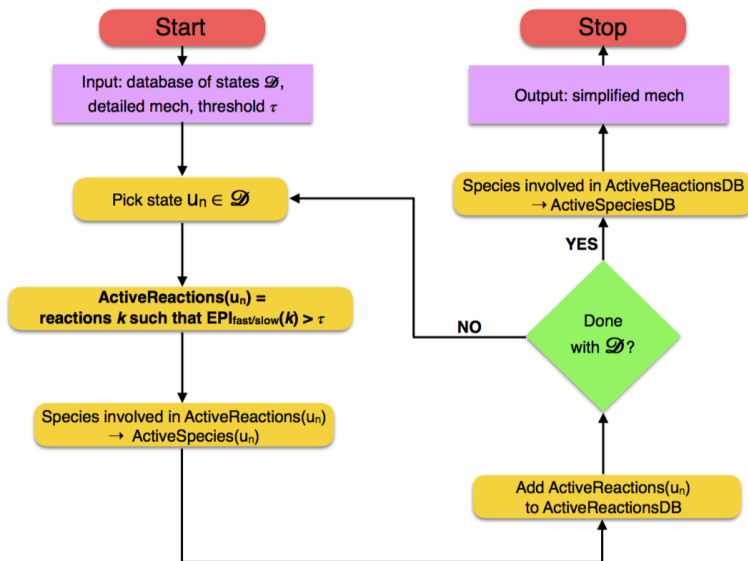 Start
Input: database of states 𝒟,
detailed mech, threshold τ
Pick state uₙ ∈ 𝒟
ActiveReactions(uₙ) =
reactions k such that EPIfast/slow(k) > τ
Species involved in ActiveReactions(uₙ)
→ ActiveSpecies(uₙ)
Add ActiveReactions(uₙ)
to ActiveReactionsDB
Done
with 𝒟?
NO
YES
Species involved in ActiveReactionsDB
→ ActiveSpeciesDB
Output: simplified mech
Stop